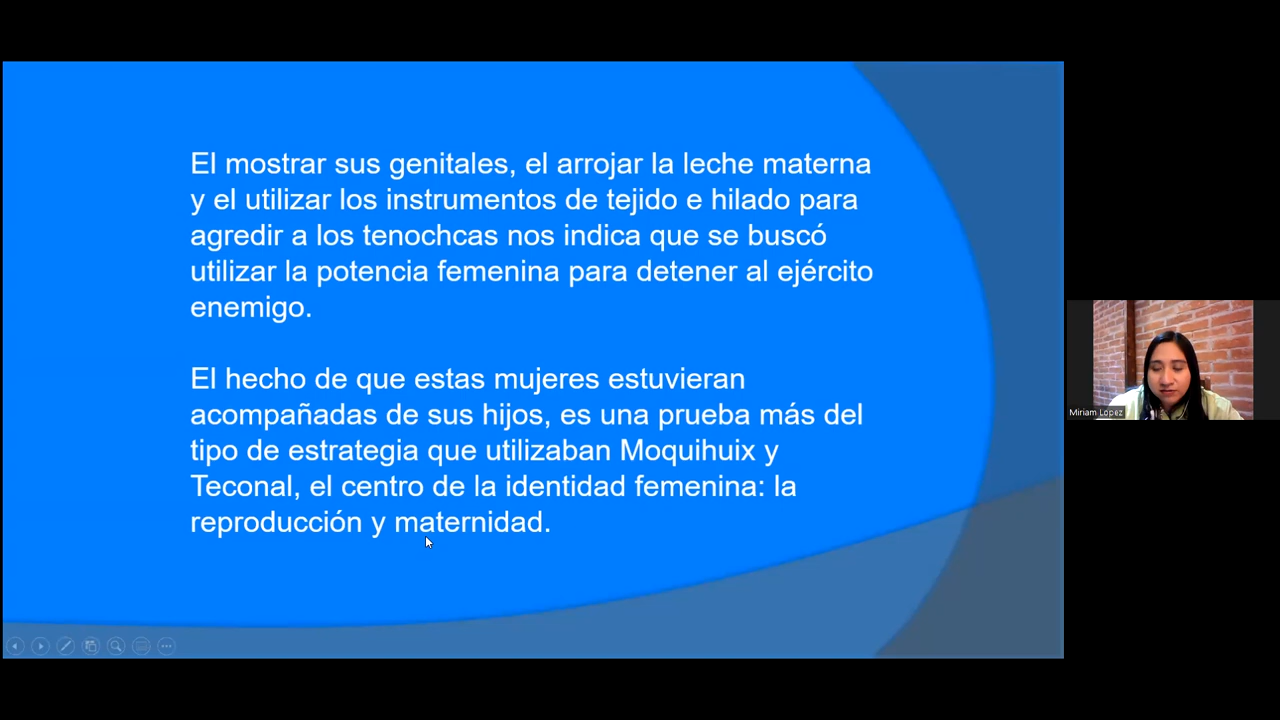 El mostrar sus genitales, el arrojar la leche materna
y el utilizar los instrumentos de tejido e hilado para
agredir a los tenochcas nos indica que se buscó
utilizar la potencia femenina para detener al ejército
enemigo.
El hecho de que estas mujeres estuvieran
acompañadas de sus hijos, es una prueba más del
tipo de estrategia que utilizaban Moquihuix y
Teconal, el centro de la identidad femenina: la
reproducción y maternidad.
Miriam Lopez